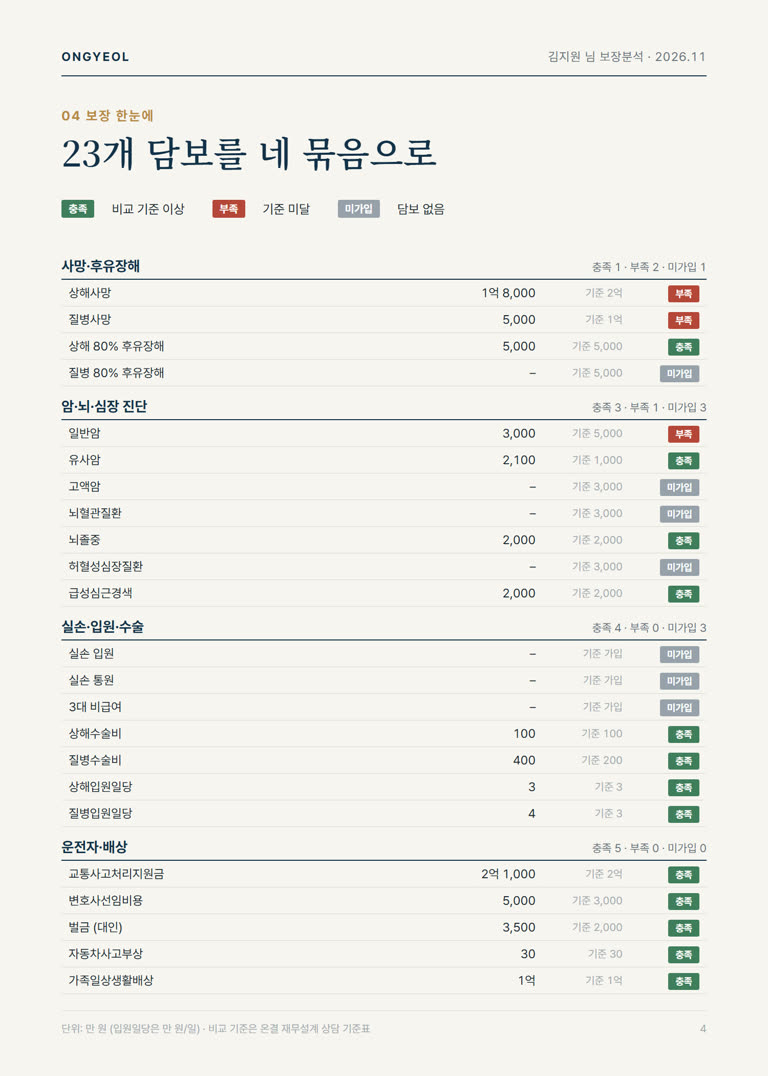 ONGYEOL 김지원 님 보장분석 · 2026.11
04 보장 한눈에
23개 담보를 네 묶음으로
충족 비교 기준 이상 부족 기준 미달 미가입 담보 없음
사망·후유장해 충족 1 · 부족 2 · 미가입 1
상해사망 1억 8,000 기준 2억 부족
질병사망 5,000 기준 1억 부족
상해 80% 후유장해 5,000 기준 5,000 충족
질병 80% 후유장해 – 기준 5,000 미가입
암·뇌·심장 진단 충족 3 · 부족 1 · 미가입 3
일반암 3,000 기준 5,000 부족
유사암 2,100 기준 1,000 충족
고액암 – 기준 3,000 미가입
뇌혈관질환 – 기준 3,000 미가입
뇌졸중 2,000 기준 2,000 충족
허혈성심장질환 – 기준 3,000 미가입
급성심근경색 2,000 기준 2,000 충족
실손·입원·수술 충족 4 · 부족 0 · 미가입 3
실손 입원 – 기준 가입 미가입
실손 통원 – 기준 가입 미가입
3대 비급여 – 기준 가입 미가입
상해수술비 100 기준 100 충족
질병수술비 400 기준 200 충족
상해입원일당 3 기준 3 충족
질병입원일당 4 기준 3 충족
운전자·배상 충족 5 · 부족 0 · 미가입 0
교통사고처리지원금 2억 1,000 기준 2억 충족
변호사선임비용 5,000 기준 3,000 충족
벌금 (대인) 3,500 기준 2,000 충족
자동차사고부상 30 기준 30 충족
가족일상생활배상 1억 기준 1억 충족
단위: 만 원 (입원일당은 만 원/일) · 비교 기준은 온결 재무설계 상담 기준표 4